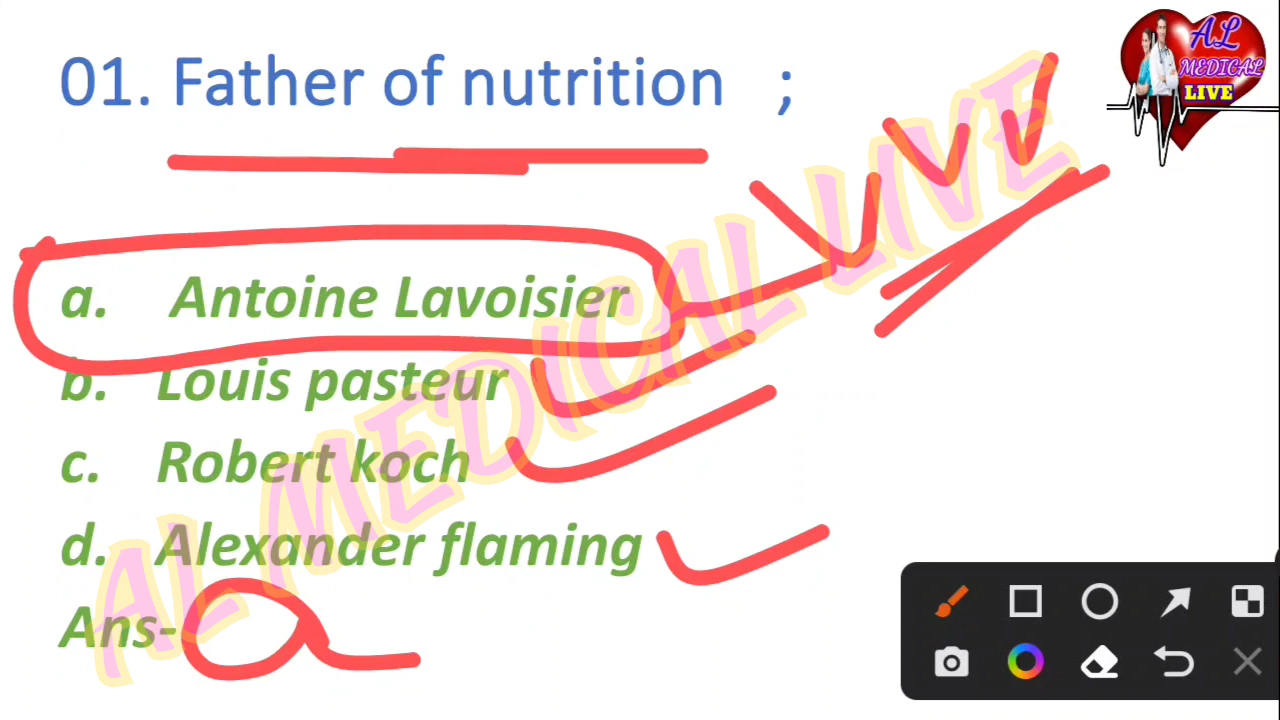 01. Father of nutrition ;
AL
MEDICAL
LIVE
a. Antoine Lavoisier
b. Louis pasteur
c. Robert koch
d. Alexander flaming
Ans- a
AL MEDICAL LIVE